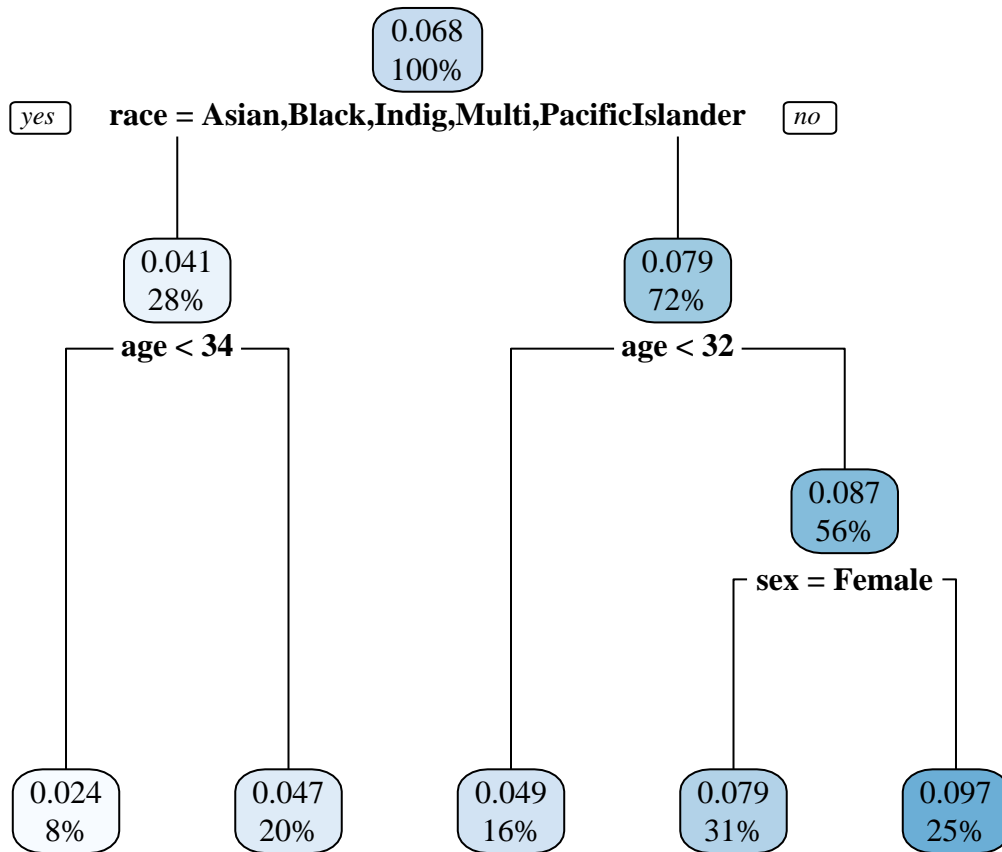 0.068
100%
yes race = Asian,Black,Indig,Multi,PacificIslander no
0.041 0.079
28% 72%
age < 34 age < 32
0.087
56%
sex = Female
0.024 0.047 0.049 0.079 0.097
8% 20% 16% 31% 25%